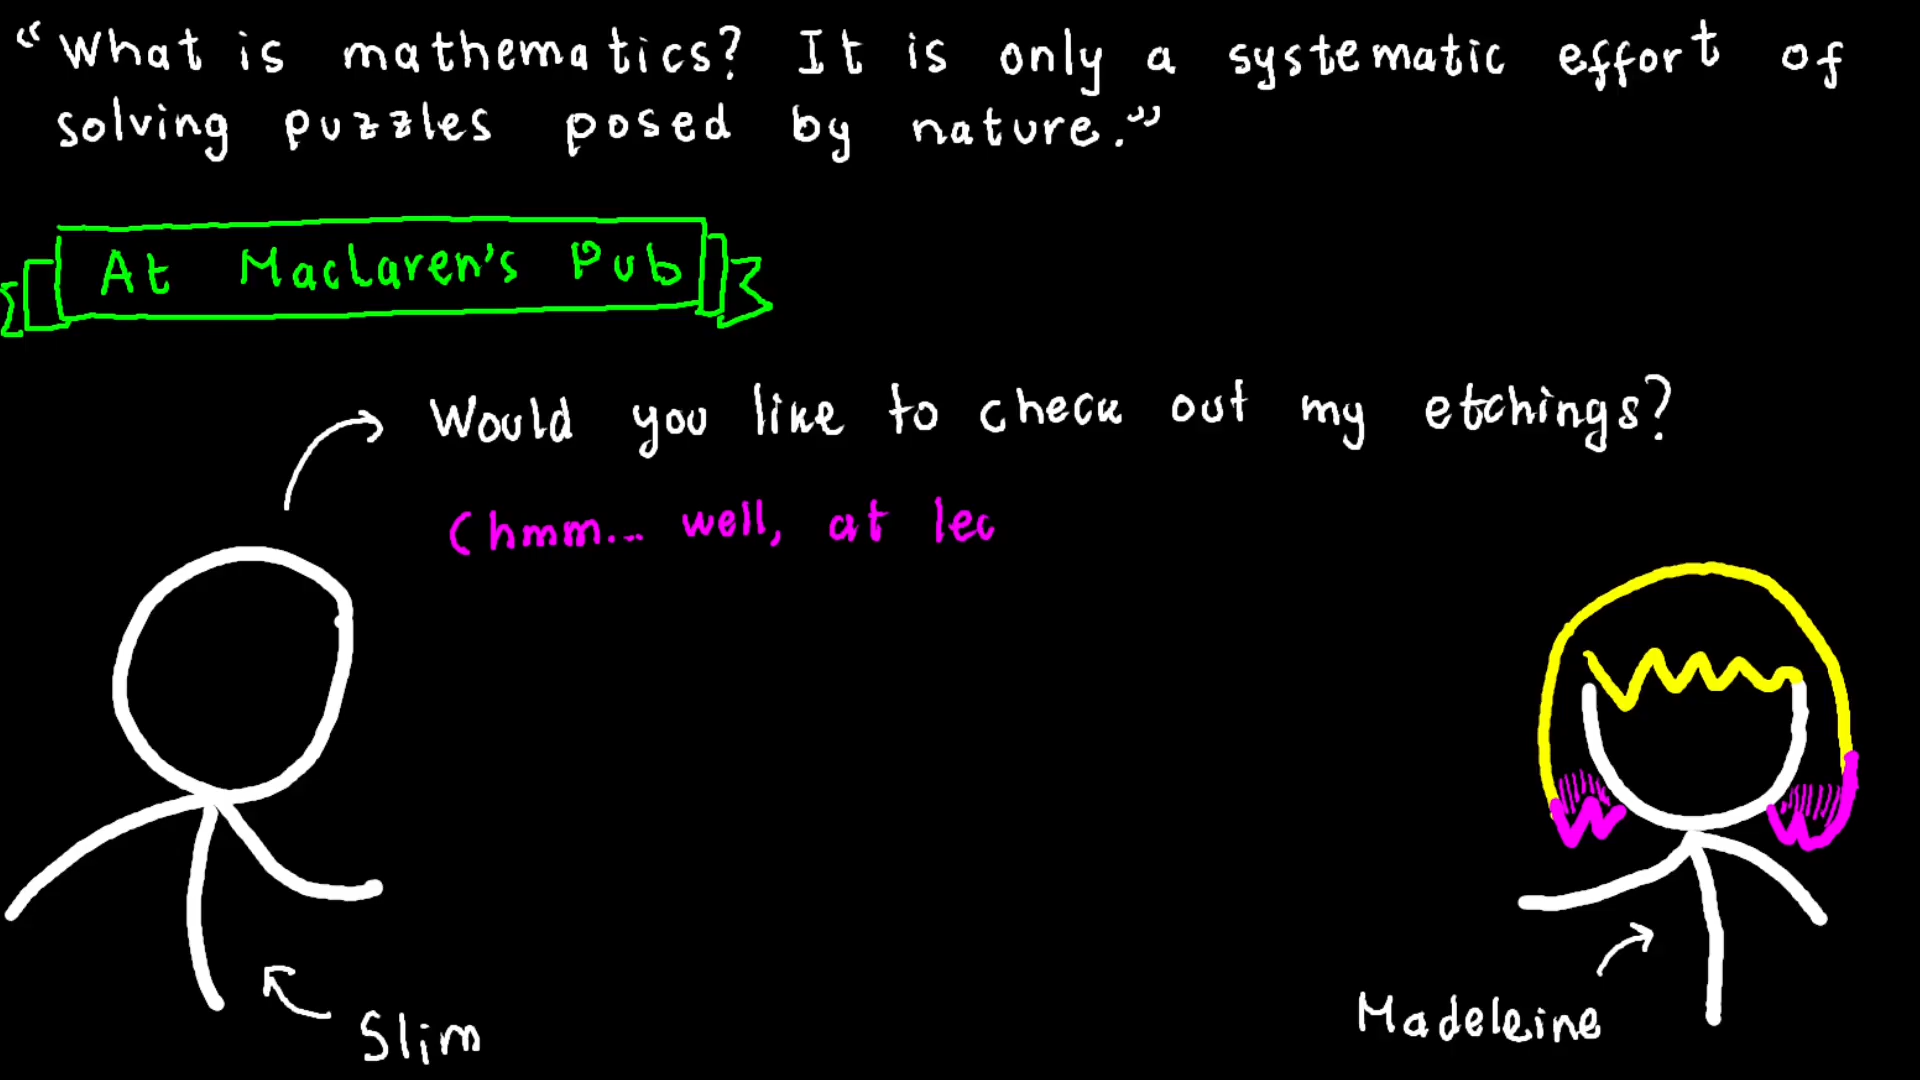 “What is mathematics? It is only a systematic effort of
solving puzzles posed by nature.”
At MacLaren's Pub
Would you like to check out my etchings?
(hmm... well, at lec
Slim
Madeleine